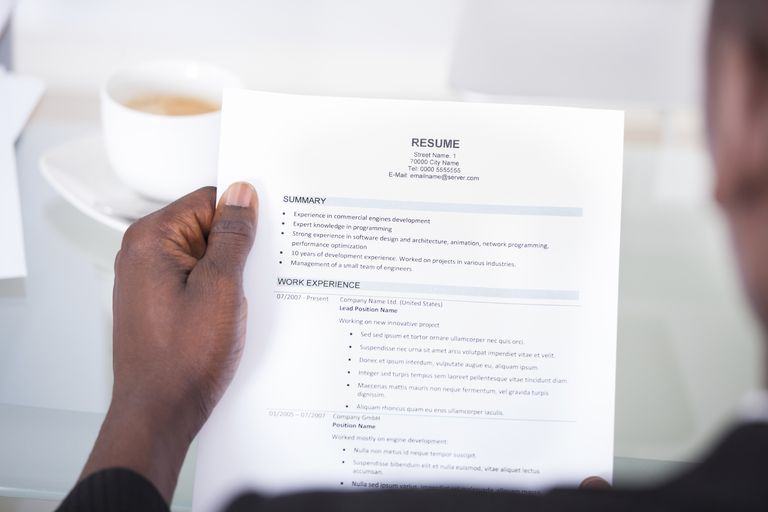 RESUME
Street Name, 1
70000 City Name
Tel: 0000 5555555
E-Mail: emailname@server.com
SUMMARY
• Experience in commercial engines development
• Expert knowledge in programming
• Strong experience in software design and architecture, animation, network programming,
performance optimization
• 10 years of development experience. Worked on projects in various industries.
• Management of a small team of engineers
WORK EXPERIENCE
07/2007 - Present Company Name Ltd. (United States)
Lead Position Name
Working on new innovative project
• Sed sed ipsum et tortor ornare ullamcorper nec quis orci.
• Suspendisse nec urna sit amet arcu volutpat imperdiet vitae et velit.
• Donec et ipsum interdum, vulputate augue eu, aliquam ipsum.
• Integer sed turpis tempus sem laoreet pellentesque vitae tincidunt diam.
• Maecenas mattis mauris non neque fermentum, vel gravida turpis
dignissim.
• Aliquam rhoncus quam eu eros ullamcorper iaculis.
01/2005 - 07/2007 Company GmbH
Position Name
Worked mostly on engine development:
• Nulla non metus id neque tempor suscipit.
• Suspendisse bibendum elit et nulla euismod, vitae aliquet lectus
accumsan.
• Nulla sed ipsum varius,